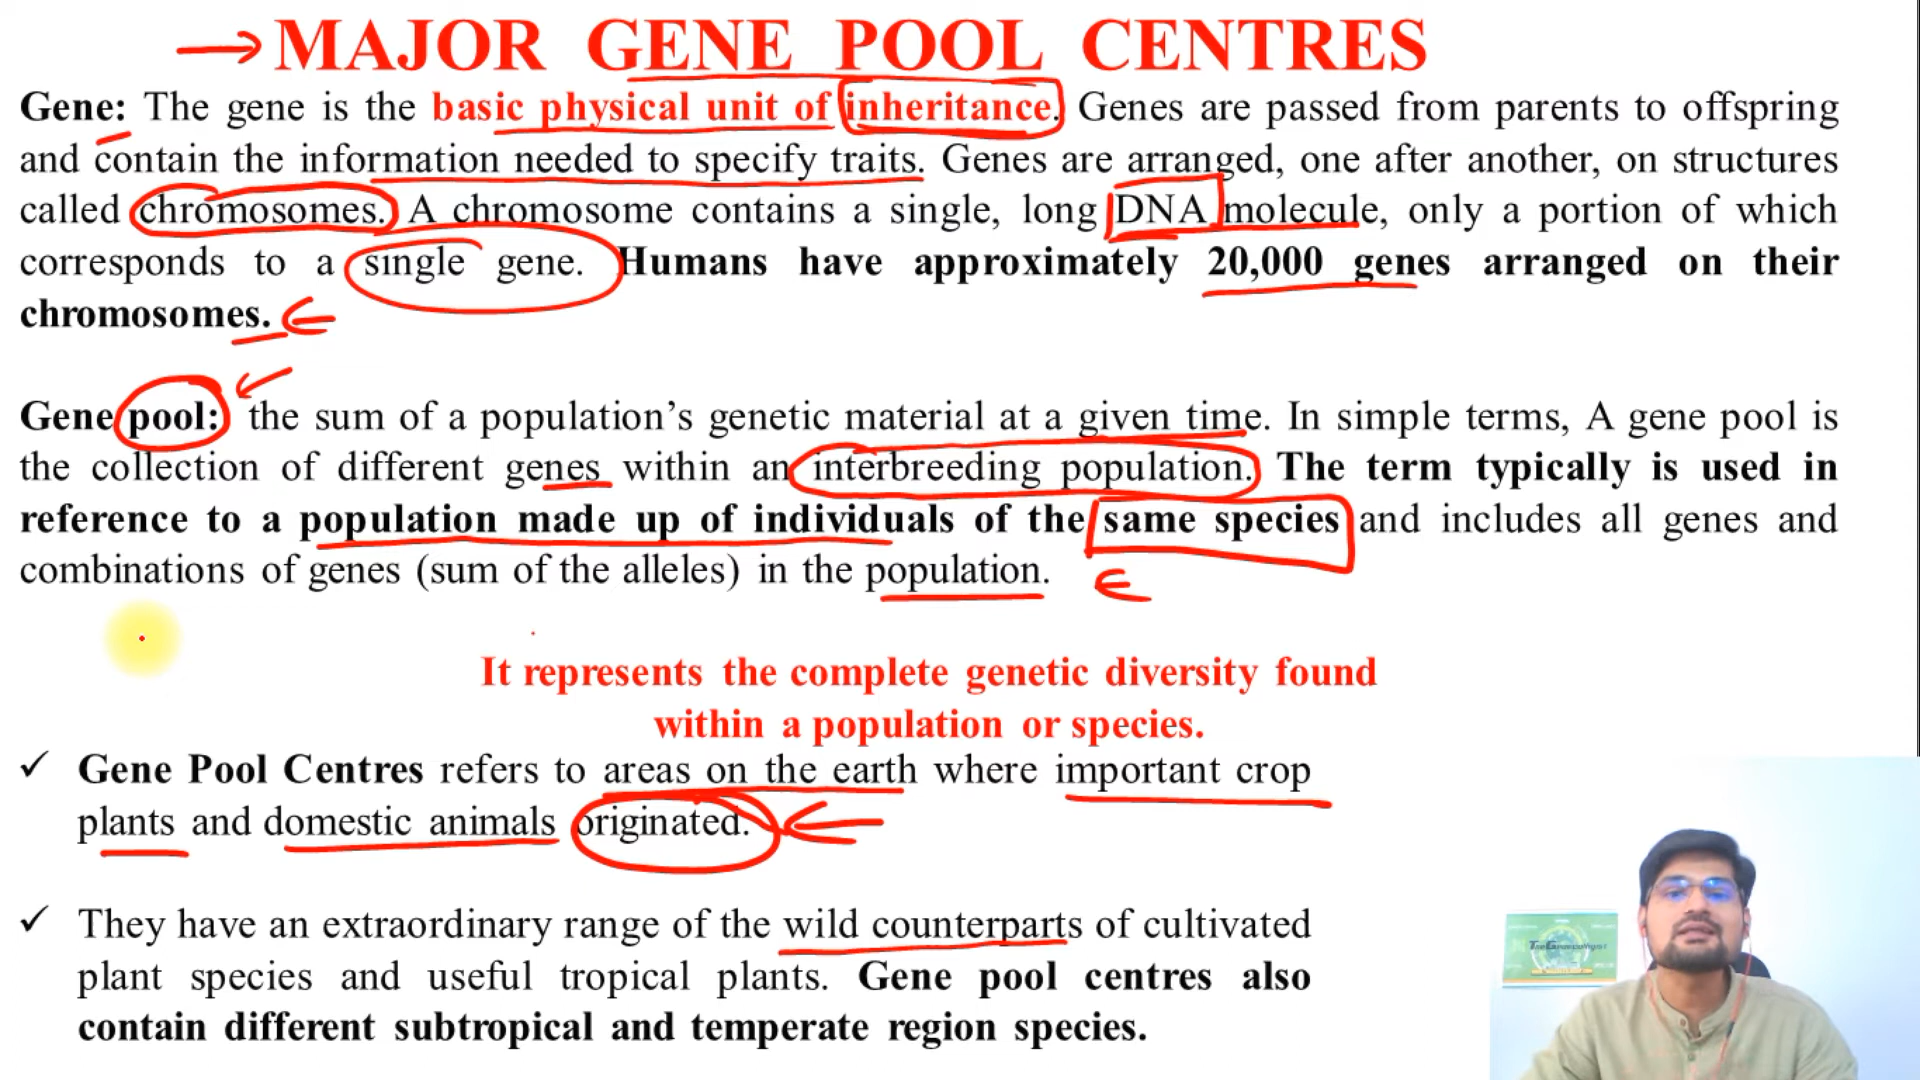 MAJOR GENE POOL CENTRES
Gene: The gene is the basic physical unit of inheritance. Genes are passed from parents to offspring
and contain the information needed to specify traits. Genes are arranged, one after another, on structures
called chromosomes. A chromosome contains a single, long DNA molecule, only a portion of which
corresponds to a single gene. Humans have approximately 20,000 genes arranged on their
chromosomes.
Gene pool: the sum of a population’s genetic material at a given time. In simple terms, A gene pool is
the collection of different genes within an interbreeding population. The term typically is used in
reference to a population made up of individuals of the same species and includes all genes and
combinations of genes (sum of the alleles) in the population.
It represents the complete genetic diversity found
within a population or species.
✓ Gene Pool Centres refers to areas on the earth where important crop
plants and domestic animals originated.
✓ They have an extraordinary range of the wild counterparts of cultivated
plant species and useful tropical plants. Gene pool centres also
contain different subtropical and temperate region species.